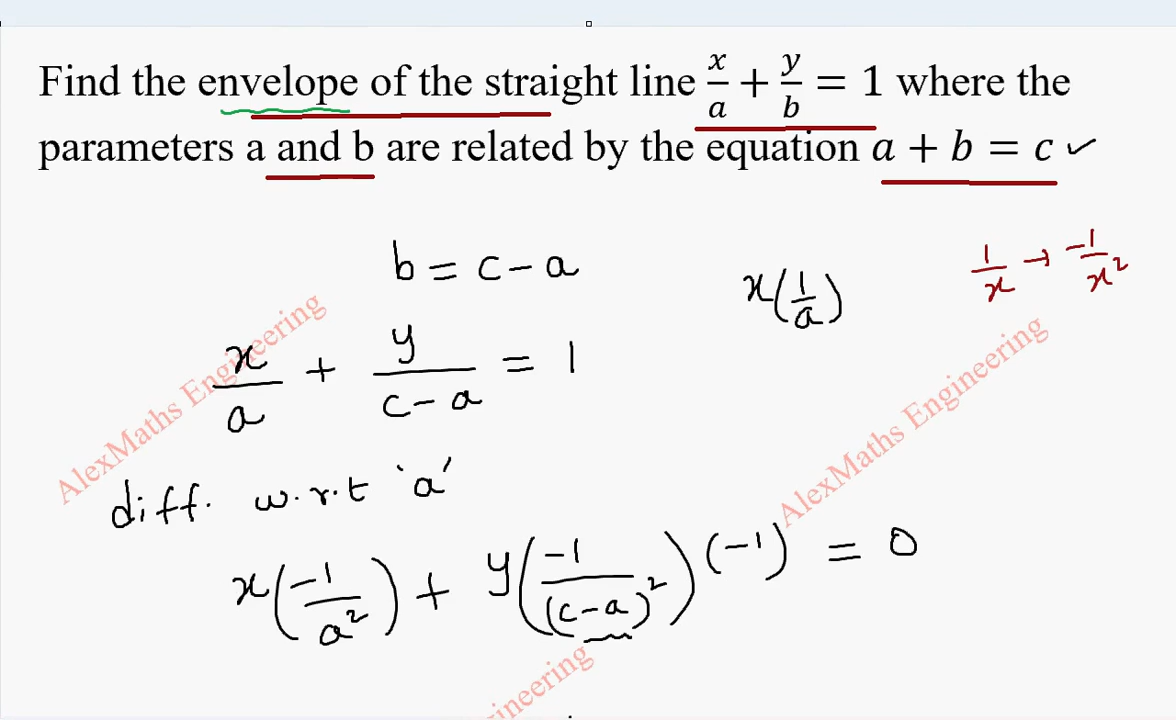 Find the envelope of the straight line x/a + y/b = 1 where the
parameters a and b are related by the equation a + b = c ✓
b = c - a
x(1/a)
1/x → -1/x²
x/a + y/(c-a) = 1
diff. w.r.t 'a'
x(-1/a²) + y(-1/(c-a)²)(-1) = 0
AlexMaths Engineering
AlexMaths Engineering
Engineering